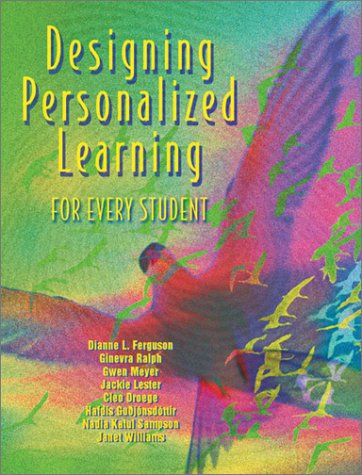 Designing
Personalized
Learning
FOR EVERY STUDENT
Dianne L. Ferguson
Ginevra Ralph
Gwen Meyer
Jackie Lester
Cleo Droege
Hafdís Guðjónsdóttir
Nadia Katul Sampson
Janet Williams